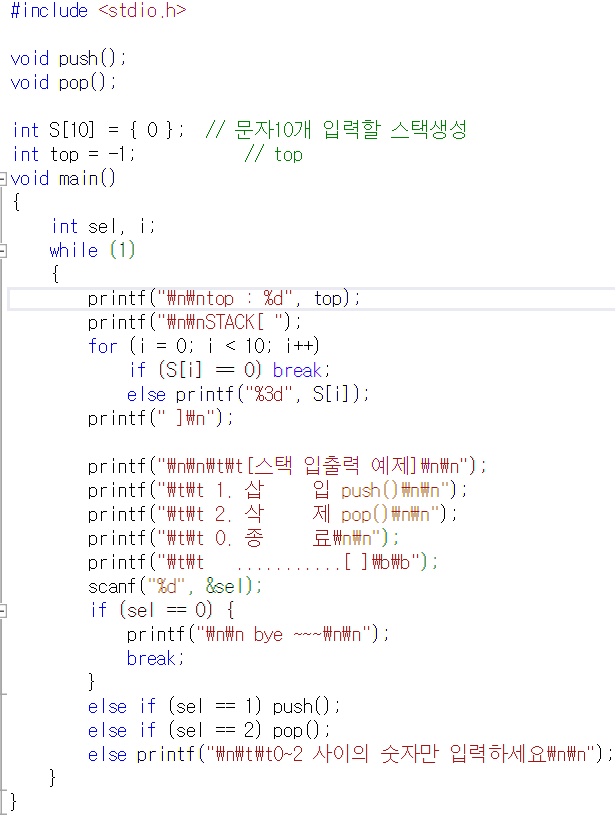 #include <stdio.h>
void push();
void pop();
int S[10] = { 0 };  // 문자10개 입력할 스택생성
int top = -1;            // top
void main()
{
    int sel, i;
    while (1)
    {
        printf("₩n₩ntop : %d", top);
        printf("₩n₩nSTACK[ ");
        for (i = 0; i < 10; i++)
            if (S[i] == 0) break;
            else printf("%3d", S[i]);
        printf(" ]₩n");
        printf("₩n₩n₩t₩t[스택 입출력 예제]₩n₩n");
        printf("₩t₩t 1. 삽     입 push()₩n₩n");
        printf("₩t₩t 2. 삭     제 pop()₩n₩n");
        printf("₩t₩t 0. 종     료₩n₩n");
        printf("₩t₩t   ...........[ ]₩b₩b");
        scanf("%d", &sel);
        if (sel == 0) {
            printf("₩n₩n bye ~~~₩n₩n");
            break;
        }
        else if (sel == 1) push();
        else if (sel == 2) pop();
        else printf("₩n₩t₩t0~2 사이의 숫자만 입력하세요₩n₩n");
    }
}